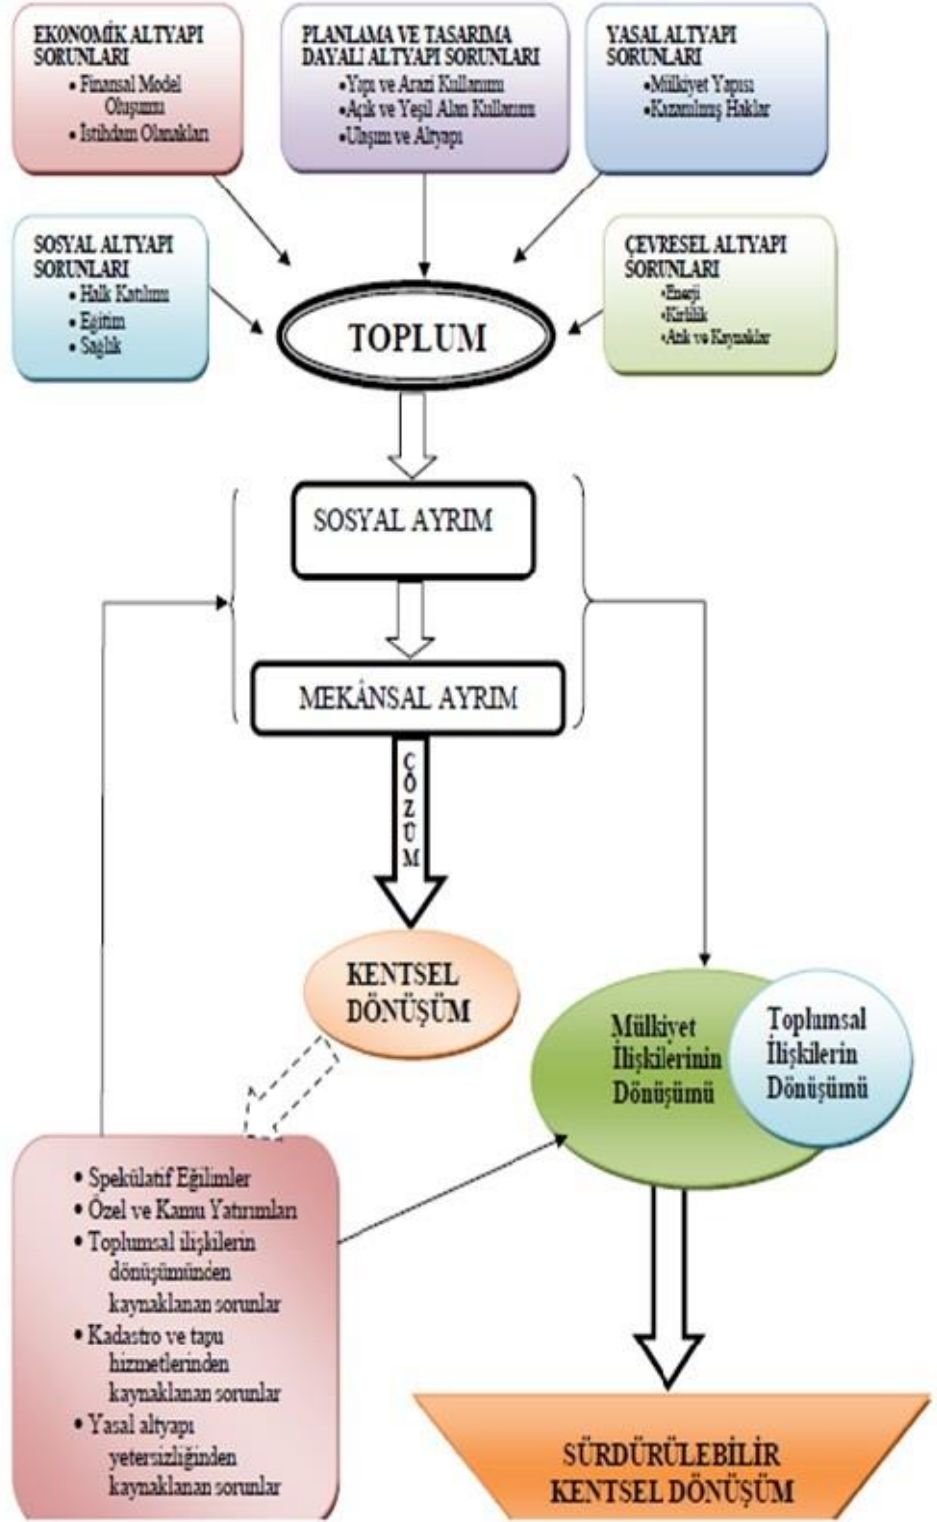 EKONOMİK ALTYAPI
SORUNLARI
• Finansal Model
Oluşumu
• İstihdam Olanakları
PLANLAMA VE TASARIMA
DAYALI ALTYAPI SORUNLARI
•Yapı ve Arazi Kullanımı
•Açık ve Yeşil Alan Kullanımı
•Ulaşım ve Altyapı
YASAL ALTYAPI
SORUNLARI
•Mülkiyet Yapısı
•Kazanılmış Haklar
SOSYAL ALTYAPI
SORUNLARI
• Halk Katılımı
• Eğitim
• Sağlık
ÇEVRESEL ALTYAPI
SORUNLARI
•Enerji
•Kirlilik
•Atık ve Kaynaklar
TOPLUM
SOSYAL AYRIM
MEKÂNSAL AYRIM
ÇÖZÜM
KENTSEL
DÖNÜŞÜM
Mülkiyet
İlişkilerinin
Dönüşümü
Toplumsal
İlişkilerin
Dönüşümü
• Spekülatif Eğilimler
• Özel ve Kamu Yatırımları
• Toplumsal ilişkilerin
dönüşümünden
kaynaklanan sorunlar
• Kadastro ve tapu
hizmetlerinden
kaynaklanan sorunlar
• Yasal altyapı
yetersizliğinden
kaynaklanan sorunlar
SÜRDÜRÜLEBİLİR
KENTSEL DÖNÜŞÜM